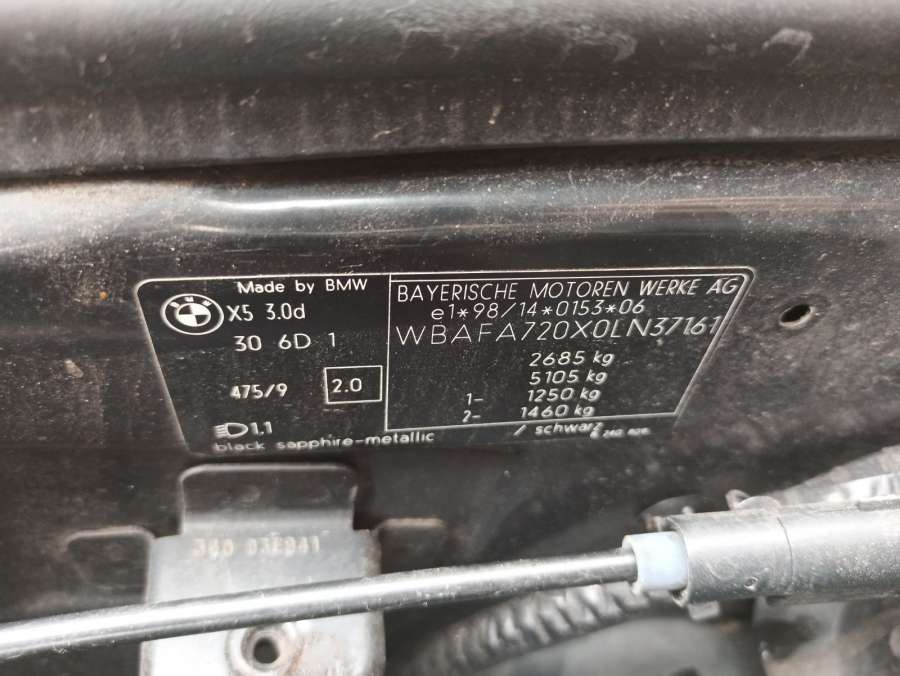 Made by BMW
X5 3.0d
30 6D 1
475/9
2.0
1.1
black sapphire-metallic
BAYERISCHE MOTOREN WERKE AG
e1*98/14*0153*06
WBAFA720X0LN37161
2685 kg
5105 kg
1- 1250 kg
2- 1460 kg
/ schwarz